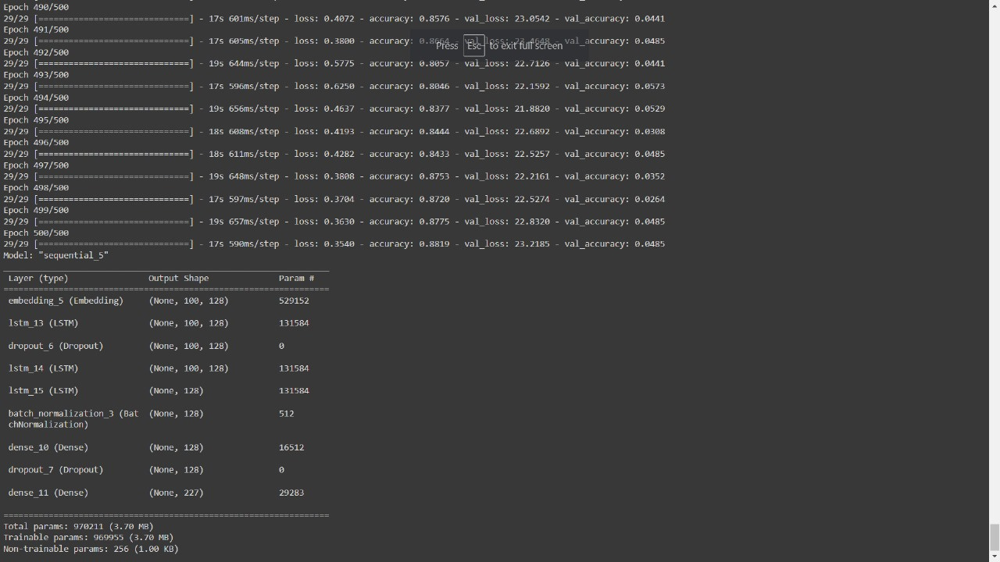 Epoch 490/500
29/29 [==============================] - 17s 601ms/step - loss: 0.4072 - accuracy: 0.8576 - val_loss: 23.0542 - val_accuracy: 0.0441
Epoch 491/500
29/29 [==============================] - 17s 605ms/step - loss: 0.3800 - accuracy: 0.8664 - val_loss: 23.4648 - val_accuracy: 0.0485
Press Esc to exit full screen
Epoch 492/500
29/29 [==============================] - 19s 644ms/step - loss: 0.5775 - accuracy: 0.8057 - val_loss: 22.7126 - val_accuracy: 0.0441
Epoch 493/500
29/29 [==============================] - 17s 596ms/step - loss: 0.6250 - accuracy: 0.8046 - val_loss: 22.1592 - val_accuracy: 0.0573
Epoch 494/500
29/29 [==============================] - 19s 656ms/step - loss: 0.4637 - accuracy: 0.8377 - val_loss: 21.8820 - val_accuracy: 0.0529
Epoch 495/500
29/29 [==============================] - 18s 608ms/step - loss: 0.4193 - accuracy: 0.8444 - val_loss: 22.6892 - val_accuracy: 0.0308
Epoch 496/500
29/29 [==============================] - 18s 611ms/step - loss: 0.4282 - accuracy: 0.8433 - val_loss: 22.5257 - val_accuracy: 0.0485
Epoch 497/500
29/29 [==============================] - 19s 648ms/step - loss: 0.3808 - accuracy: 0.8753 - val_loss: 22.2161 - val_accuracy: 0.0352
Epoch 498/500
29/29 [==============================] - 17s 597ms/step - loss: 0.3704 - accuracy: 0.8720 - val_loss: 22.5274 - val_accuracy: 0.0264
Epoch 499/500
29/29 [==============================] - 19s 657ms/step - loss: 0.3630 - accuracy: 0.8775 - val_loss: 22.8320 - val_accuracy: 0.0485
Epoch 500/500
29/29 [==============================] - 17s 590ms/step - loss: 0.3540 - accuracy: 0.8819 - val_loss: 23.2185 - val_accuracy: 0.0485
Model: "sequential_5"
_________________________________________________________________
Layer (type) Output Shape Param #
=================================================================
embedding_5 (Embedding) (None, 100, 128) 529152
lstm_13 (LSTM) (None, 100, 128) 131584
dropout_6 (Dropout) (None, 100, 128) 0
lstm_14 (LSTM) (None, 100, 128) 131584
lstm_15 (LSTM) (None, 128) 131584
batch_normalization_3 (Bat (None, 128) 512
chNormalization)
dense_10 (Dense) (None, 128) 16512
dropout_7 (Dropout) (None, 128) 0
dense_11 (Dense) (None, 227) 29283
=================================================================
Total params: 970211 (3.70 MB)
Trainable params: 969955 (3.70 MB)
Non-trainable params: 256 (1.00 KB)